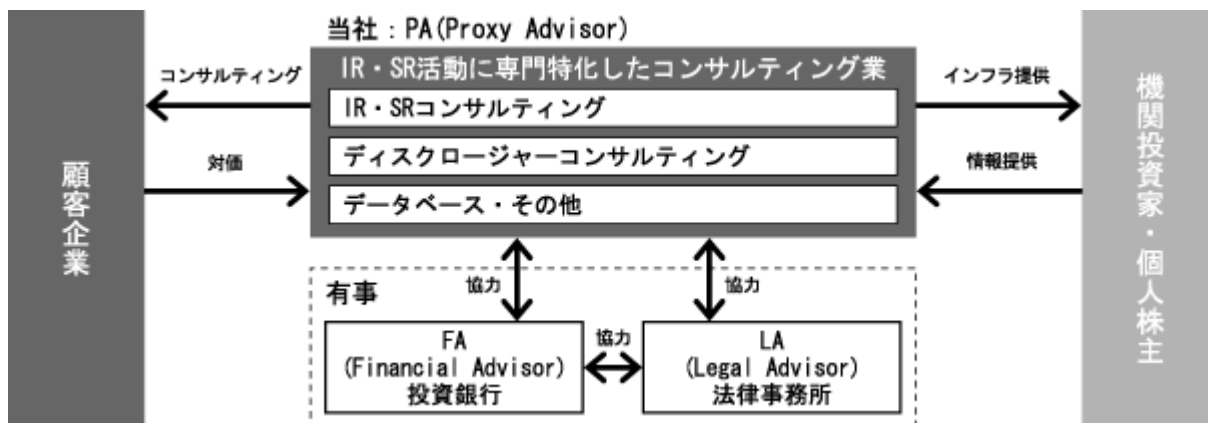 当社：PA(Proxy Advisor)
IR・SR活動に専門特化したコンサルティング業
IR・SRコンサルティング
ディスクロージャーコンサルティング
データベース・その他
コンサルティング
対価
顧客企業
インフラ提供
情報提供
機関投資家・個人株主
協力
協力
有事
FA
(Financial Advisor)
投資銀行
協力
LA
(Legal Advisor)
法律事務所